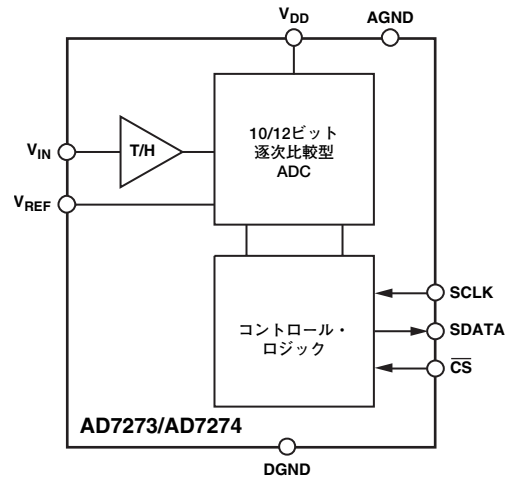 VDD
AGND
10/12ビット
逐次比較型
ADC
T/H
VIN
VREF
SCLK
コントロール・
ロジック
SDATA
CS
AD7273/AD7274
DGND